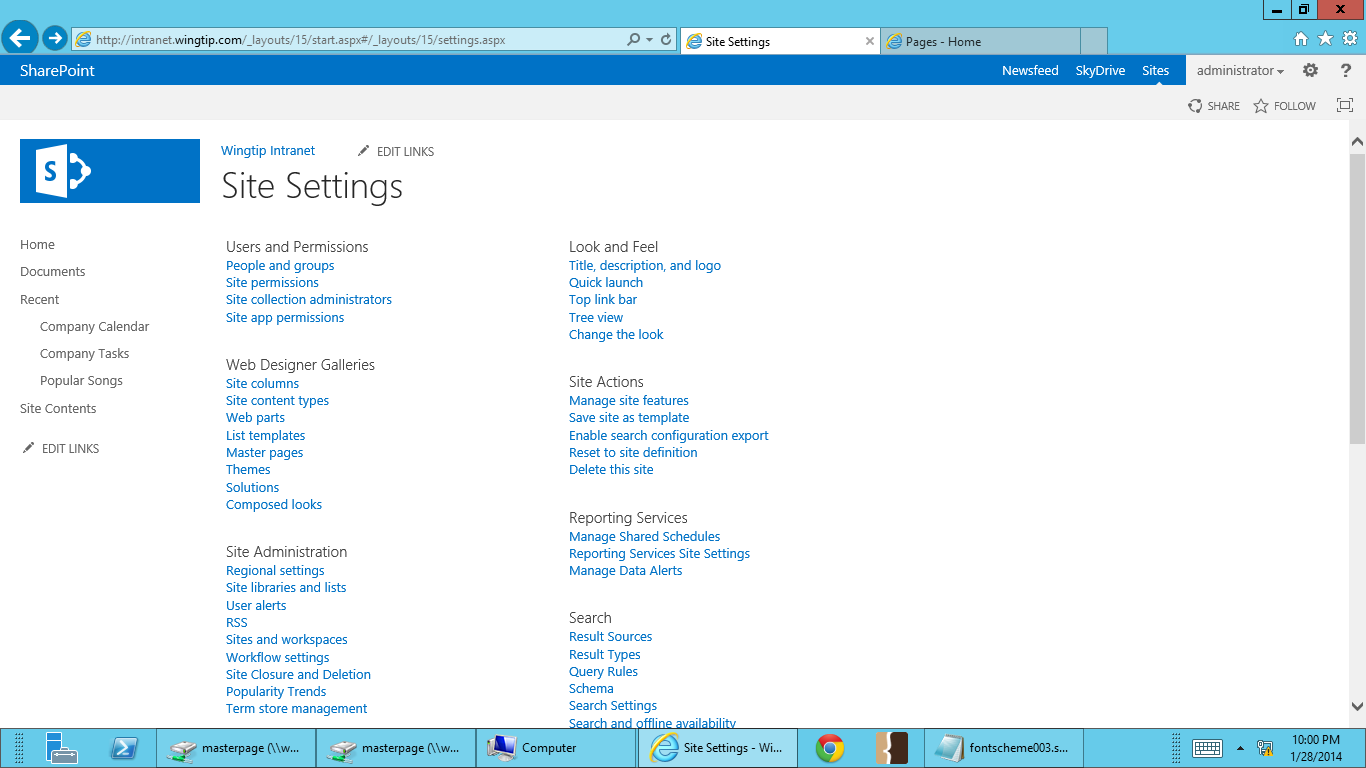 http://intranet.wingtip.com/_layouts/15/start.aspx#/_layouts/15/settings.aspx
Site Settings
Pages - Home
SharePoint
Newsfeed
SkyDrive
Sites
administrator
?
SHARE
FOLLOW
S
Wingtip Intranet
EDIT LINKS
Site Settings
Home
Documents
Recent
Company Calendar
Company Tasks
Popular Songs
Site Contents
EDIT LINKS
Users and Permissions
People and groups
Site permissions
Site collection administrators
Site app permissions
Web Designer Galleries
Site columns
Site content types
Web parts
List templates
Master pages
Themes
Solutions
Composed looks
Site Administration
Regional settings
Site libraries and lists
User alerts
RSS
Sites and workspaces
Workflow settings
Site Closure and Deletion
Popularity Trends
Term store management
Look and Feel
Title, description, and logo
Quick launch
Top link bar
Tree view
Change the look
Site Actions
Manage site features
Save site as template
Enable search configuration export
Reset to site definition
Delete this site
Reporting Services
Manage Shared Schedules
Reporting Services Site Settings
Manage Data Alerts
Search
Result Sources
Result Types
Query Rules
Schema
Search Settings
Search and offline availability
masterpage (\\w...
masterpage (\\w...
Computer
Site Settings - Wi...
fontscheme003.s...
10:00 PM
1/28/2014